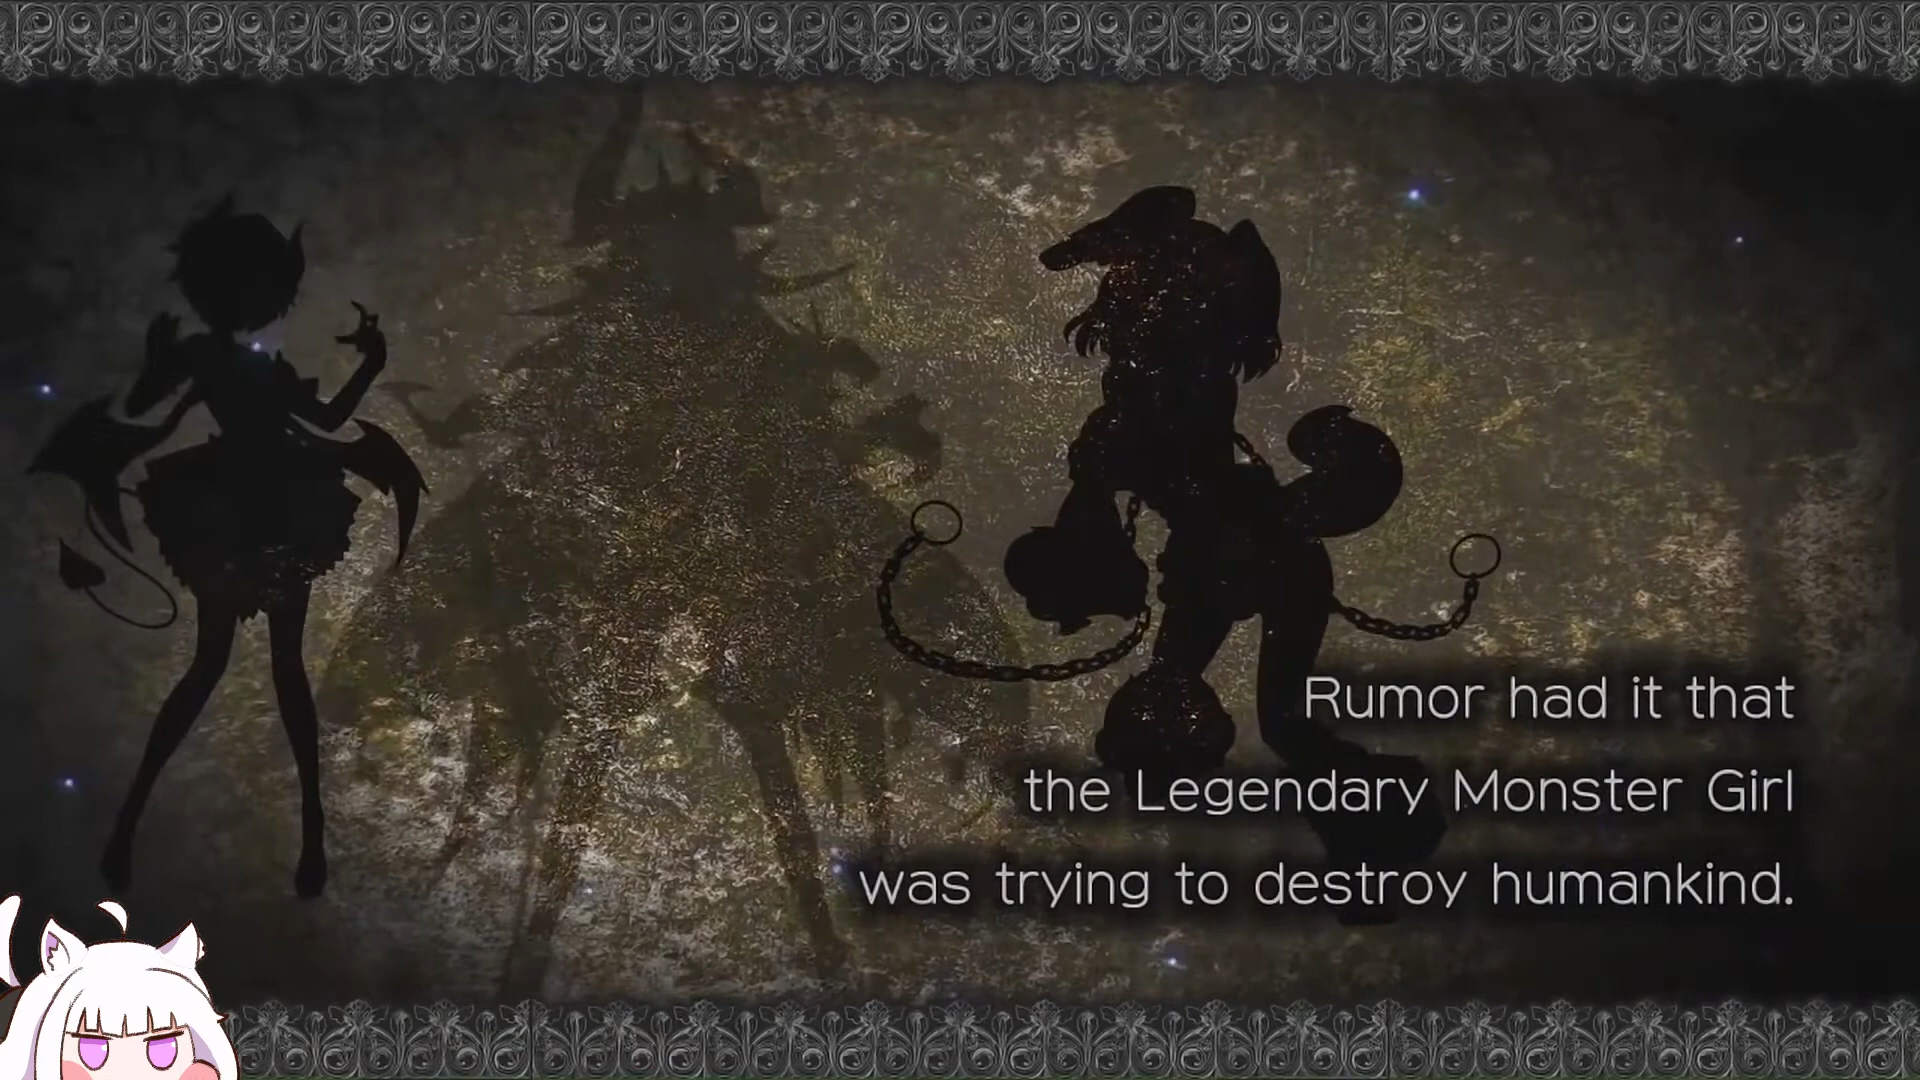 Rumor had it that
the Legendary Monster Girl
was trying to destroy humankind.